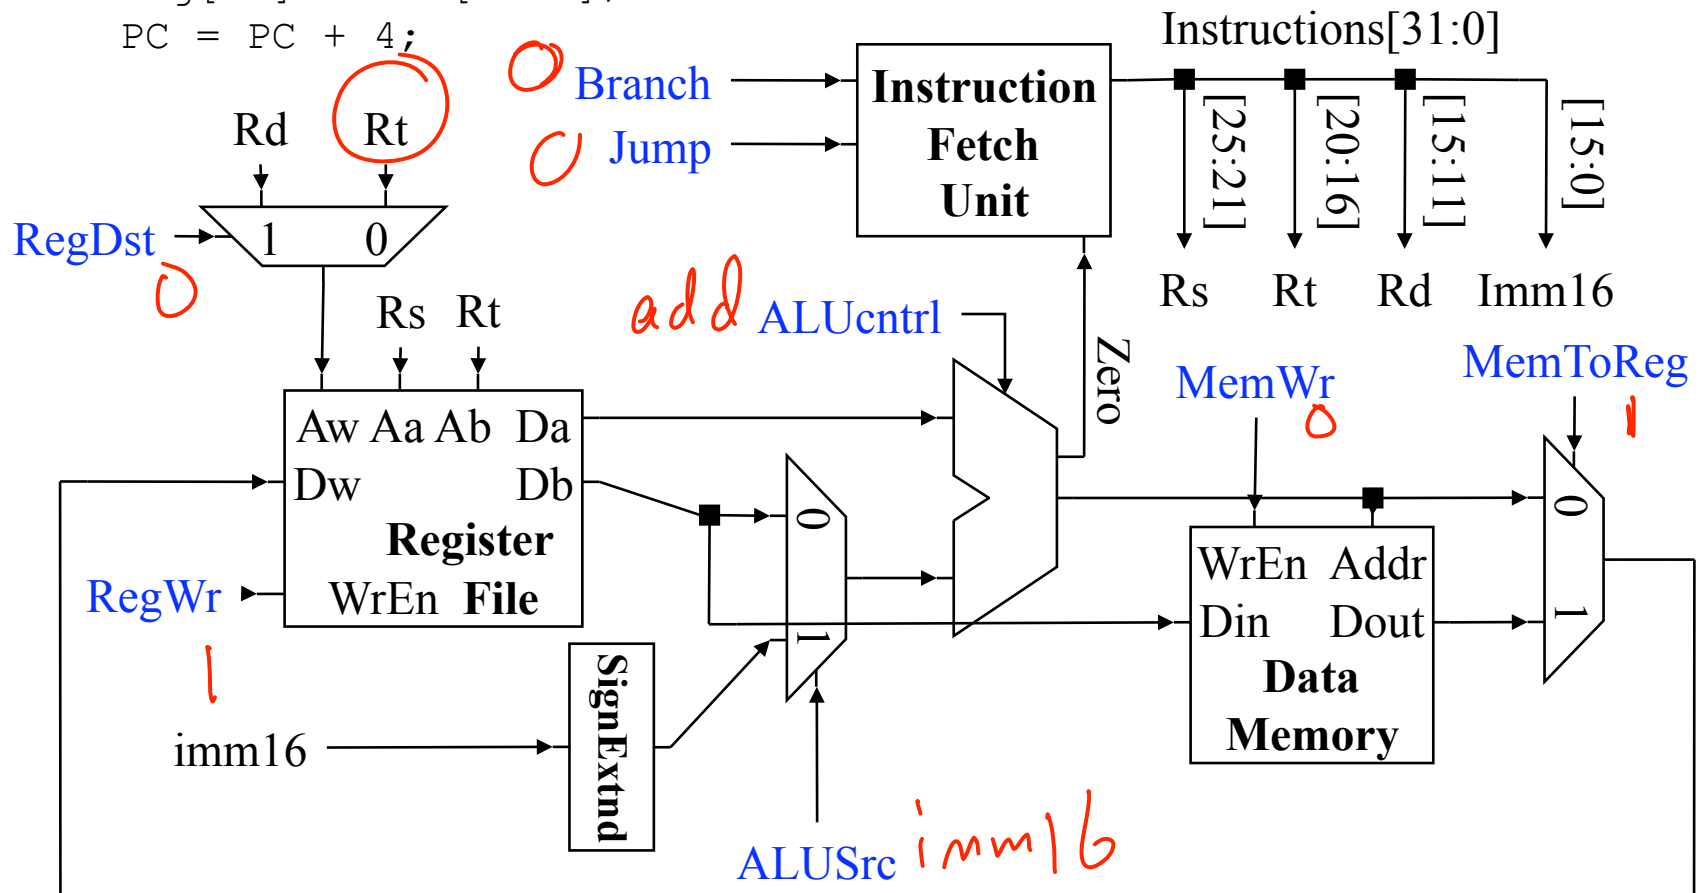 PC = PC + 4;
Instructions[31:0]
0
Branch
Instruction
Fetch
Unit
[25:21]
[20:16]
[15:11]
[15:0]
Rd
Rt
0
Jump
RegDst
1
0
0
Rs
Rt
Rd
Imm16
Rs
Rt
add
ALUcntrl
Zero
MemWr
0
MemToReg
1
Aw Aa Ab Da
Dw
Db
Register
WrEn File
RegWr
1
0
1
WrEn Addr
Din
Dout
Data
Memory
0
1
imm16
SignExtnd
ALUSrc
imm16